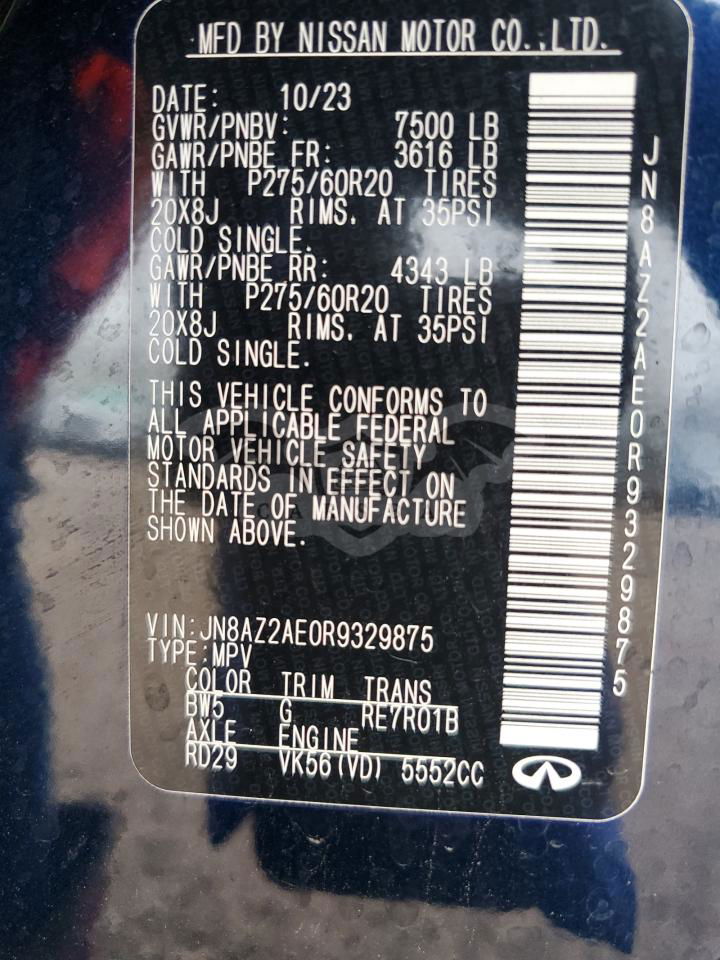 MFD BY NISSAN MOTOR CO.,LTD.
DATE: 10/23
GVWR/PNBV: 7500 LB
GAWR/PNBE FR: 3616 LB
WITH P275/60R20 TIRES
20X8J RIMS. AT 35PSI
COLD SINGLE.
GAWR/PNBE RR: 4343 LB
WITH P275/60R20 TIRES
20X8J RIMS. AT 35PSI
COLD SINGLE.
THIS VEHICLE CONFORMS TO
ALL APPLICABLE FEDERAL
MOTOR VEHICLE SAFETY
STANDARDS IN EFFECT ON
THE DATE OF MANUFACTURE
SHOWN ABOVE.
VIN:JN8AZ2AE0R9329875
TYPE:MPV
COLOR TRIM TRANS
BW5 G RE7R01B
AXLE ENGINE
RD29 VK56(VD) 5552CC
JN8AZ2AE0R9329875